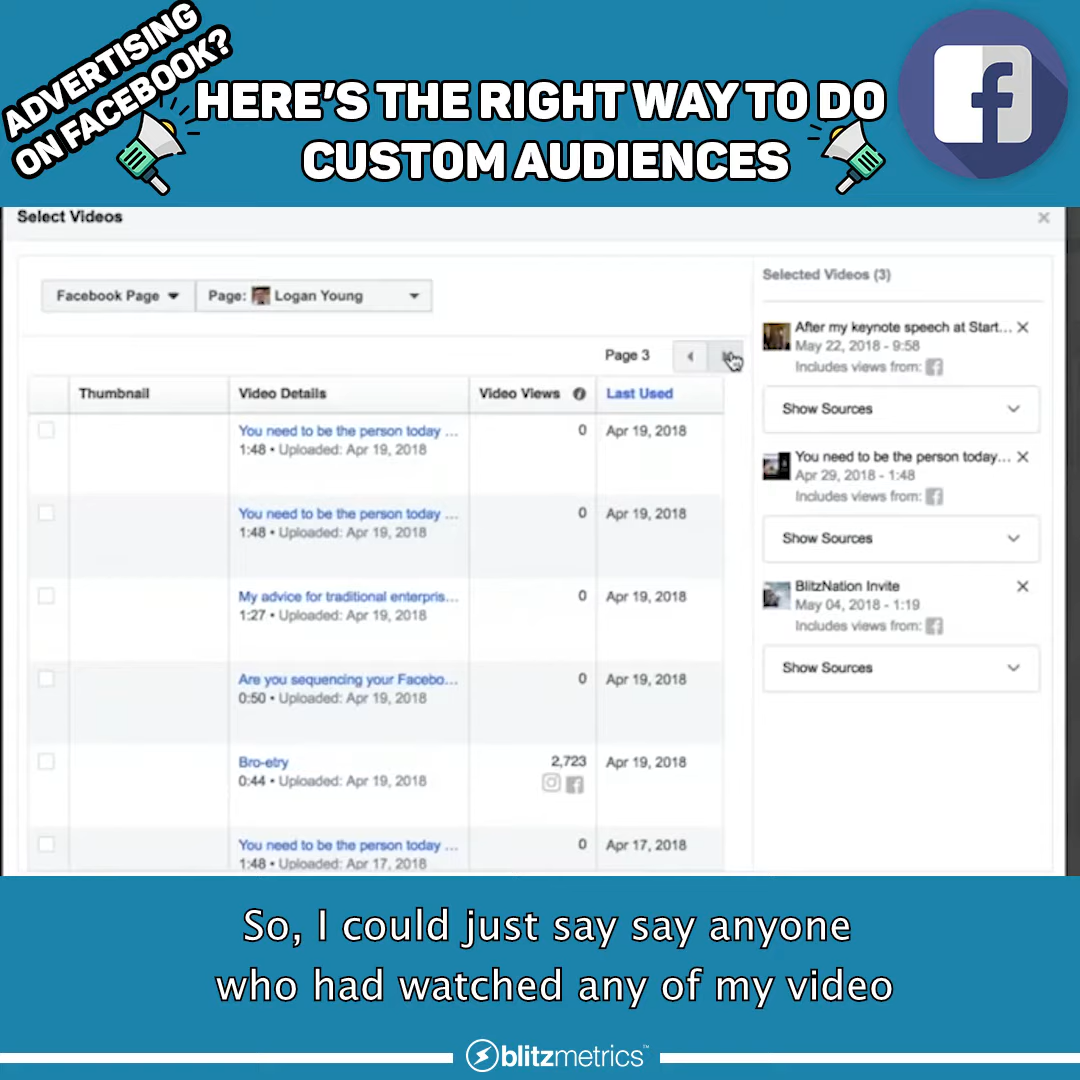 ADVERTISING
ON FACEBOOK?
HERE'S THE RIGHT WAY TO DO
CUSTOM AUDIENCES
Select Videos
Facebook Page
Page: Logan Young
Page 3
Thumbnail Video Details Video Views Last Used
You need to be the person today ... 0 Apr 19, 2018
1:48 • Uploaded: Apr 19, 2018
You need to be the person today ... 0 Apr 19, 2018
1:48 • Uploaded: Apr 19, 2018
My advice for traditional enterpris... 0 Apr 19, 2018
1:27 • Uploaded: Apr 19, 2018
Are you sequencing your Facebo... 0 Apr 19, 2018
0:50 • Uploaded: Apr 19, 2018
Bro-etry 2,723 Apr 19, 2018
0:44 • Uploaded: Apr 19, 2018
You need to be the person today ... 0 Apr 17, 2018
1:48 • Uploaded: Apr 17, 2018
Selected Videos (3)
After my keynote speech at Start...
May 22, 2018 - 9:58
Includes views from:
Show Sources
You need to be the person today...
Apr 29, 2018 - 1:48
Includes views from:
Show Sources
BlitzNation Invite
May 04, 2018 - 1:19
Includes views from:
Show Sources
So, I could just say say anyone
who had watched any of my video
blitzmetrics™